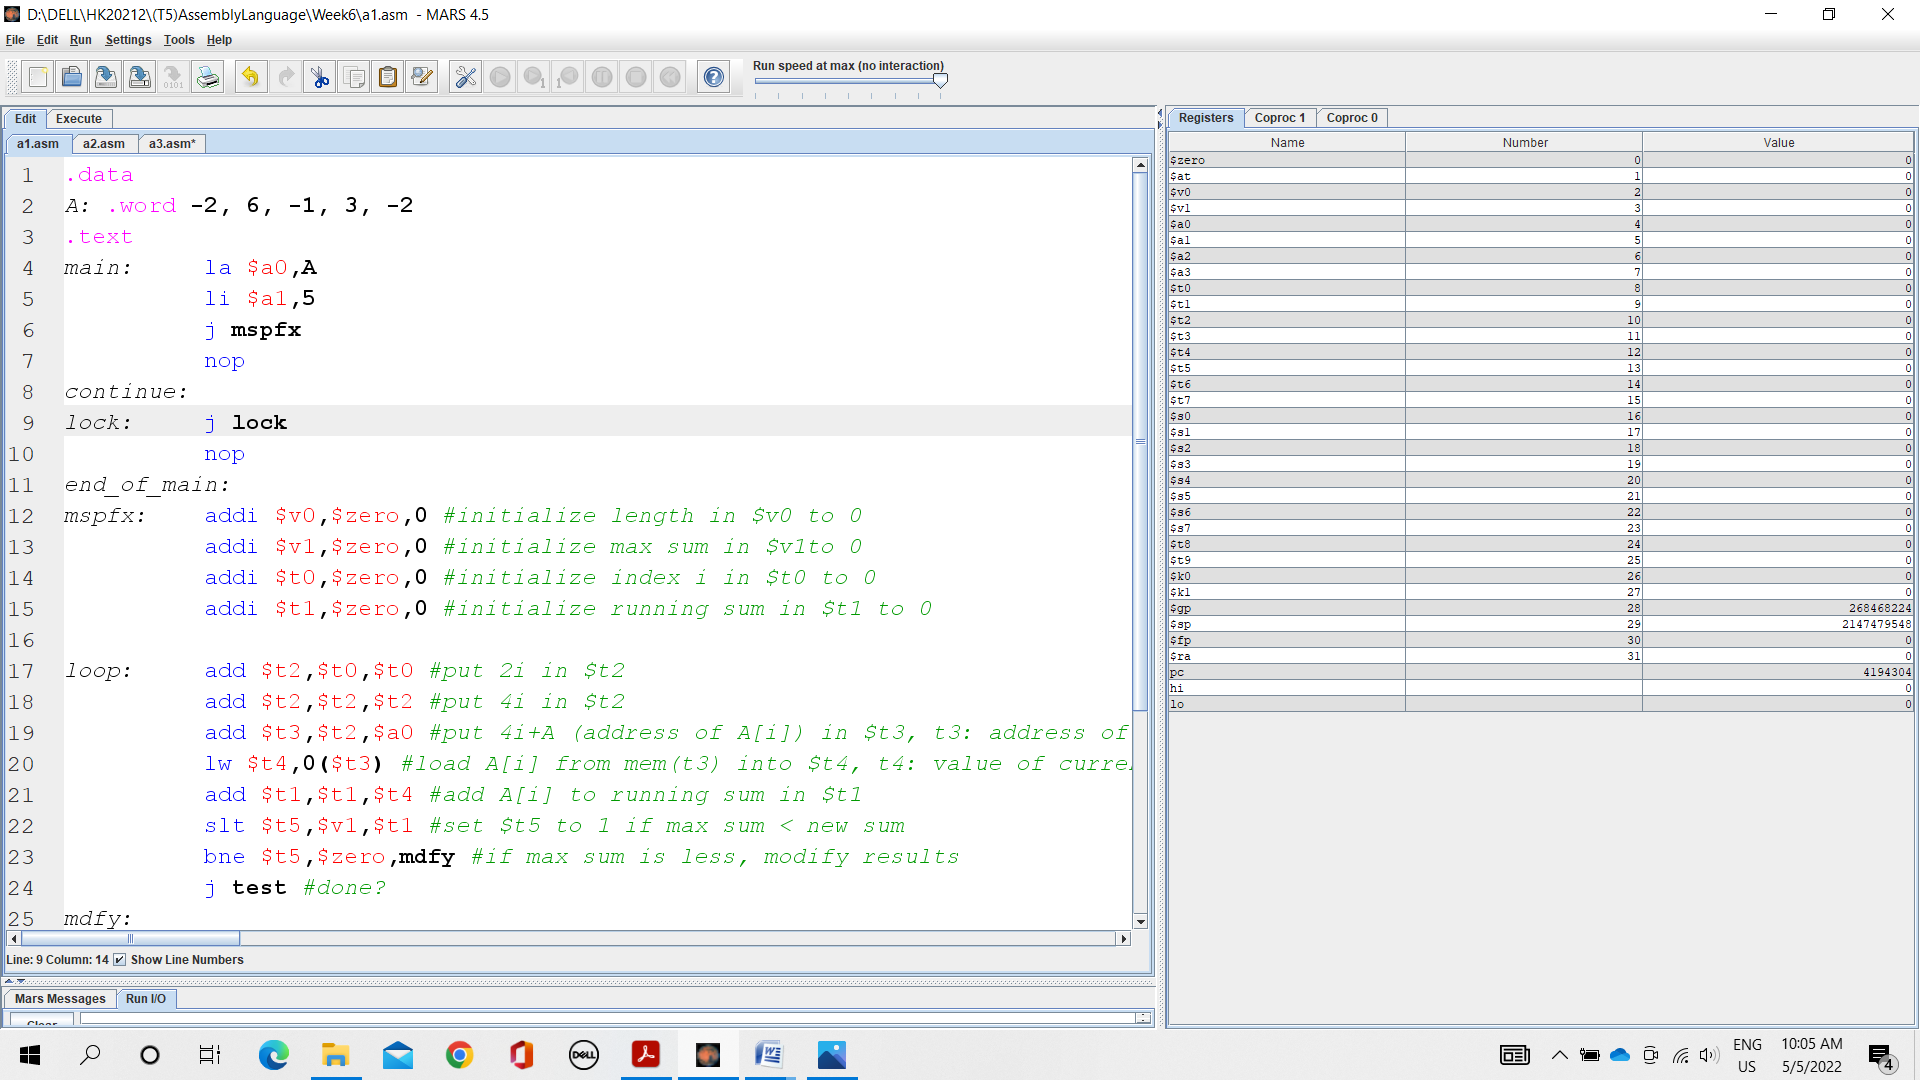 D:\DELL\HK20212\(T5)AssemblyLanguage\Week6\a1.asm - MARS 4.5
File Edit Run Settings Tools Help
Run speed at max (no interaction)
Edit Execute
a1.asm a2.asm a3.asm*
1 .data
2 A: .word -2, 6, -1, 3, -2
3 .text
4 main: la $a0,A
5 li $a1,5
6 j mspfx
7 nop
8 continue:
9 lock: j lock
10 nop
11 end_of_main:
12 mspfx: addi $v0,$zero,0 #initialize length in $v0 to 0
13 addi $v1,$zero,0 #initialize max sum in $v1to 0
14 addi $t0,$zero,0 #initialize index i in $t0 to 0
15 addi $t1,$zero,0 #initialize running sum in $t1 to 0
16
17 loop: add $t2,$t0,$t0 #put 2i in $t2
18 add $t2,$t2,$t2 #put 4i in $t2
19 add $t3,$t2,$a0 #put 4i+A (address of A[i]) in $t3, t3: address of
20 lw $t4,0($t3) #load A[i] from mem(t3) into $t4, t4: value of curre
21 add $t1,$t1,$t4 #add A[i] to running sum in $t1
22 slt $t5,$v1,$t1 #set $t5 to 1 if max sum < new sum
23 bne $t5,$zero,mdfy #if max sum is less, modify results
24 j test #done?
25 mdfy:
Line: 9 Column: 14 Show Line Numbers
Mars Messages Run I/O
Clear
Registers Coproc 1 Coproc 0
Name Number Value
$zero 0 0
$at 1 0
$v0 2 0
$v1 3 0
$a0 4 0
$a1 5 0
$a2 6 0
$a3 7 0
$t0 8 0
$t1 9 0
$t2 10 0
$t3 11 0
$t4 12 0
$t5 13 0
$t6 14 0
$t7 15 0
$s0 16 0
$s1 17 0
$s2 18 0
$s3 19 0
$s4 20 0
$s5 21 0
$s6 22 0
$s7 23 0
$t8 24 0
$t9 25 0
$k0 26 0
$k1 27 0
$gp 28 268468224
$sp 29 2147479548
$fp 30 0
$ra 31 0
pc 4194304
hi 0
lo 0
DELL
ENG
US
10:05 AM
5/5/2022
4